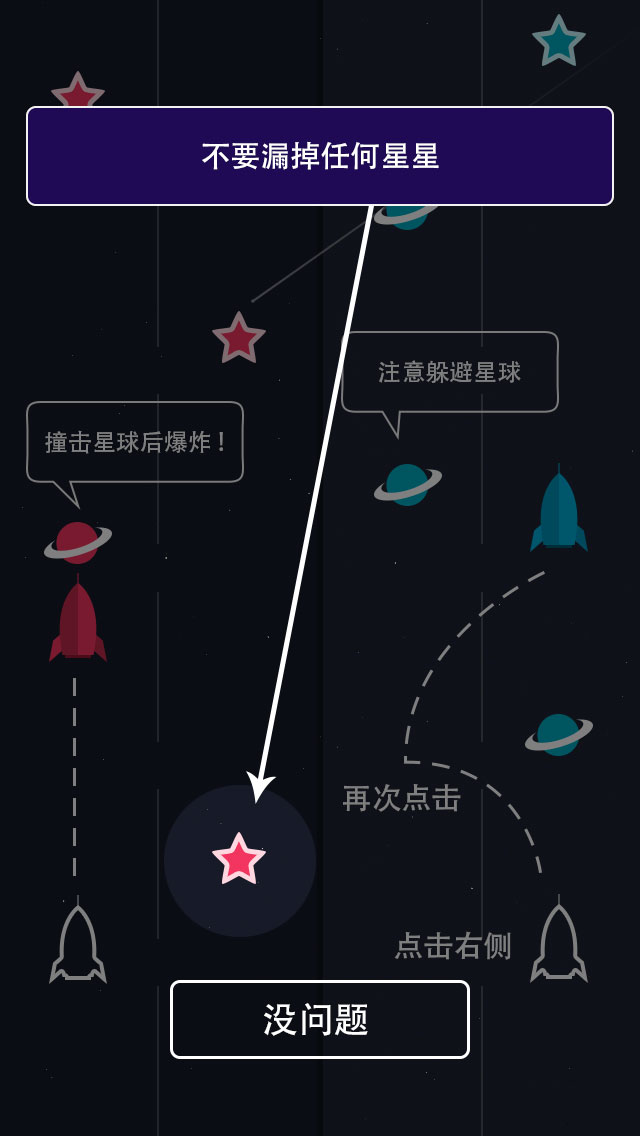 不要漏掉任何星星
注意躲避星球
撞击星球后爆炸！
再次点击
点击右侧
没问题